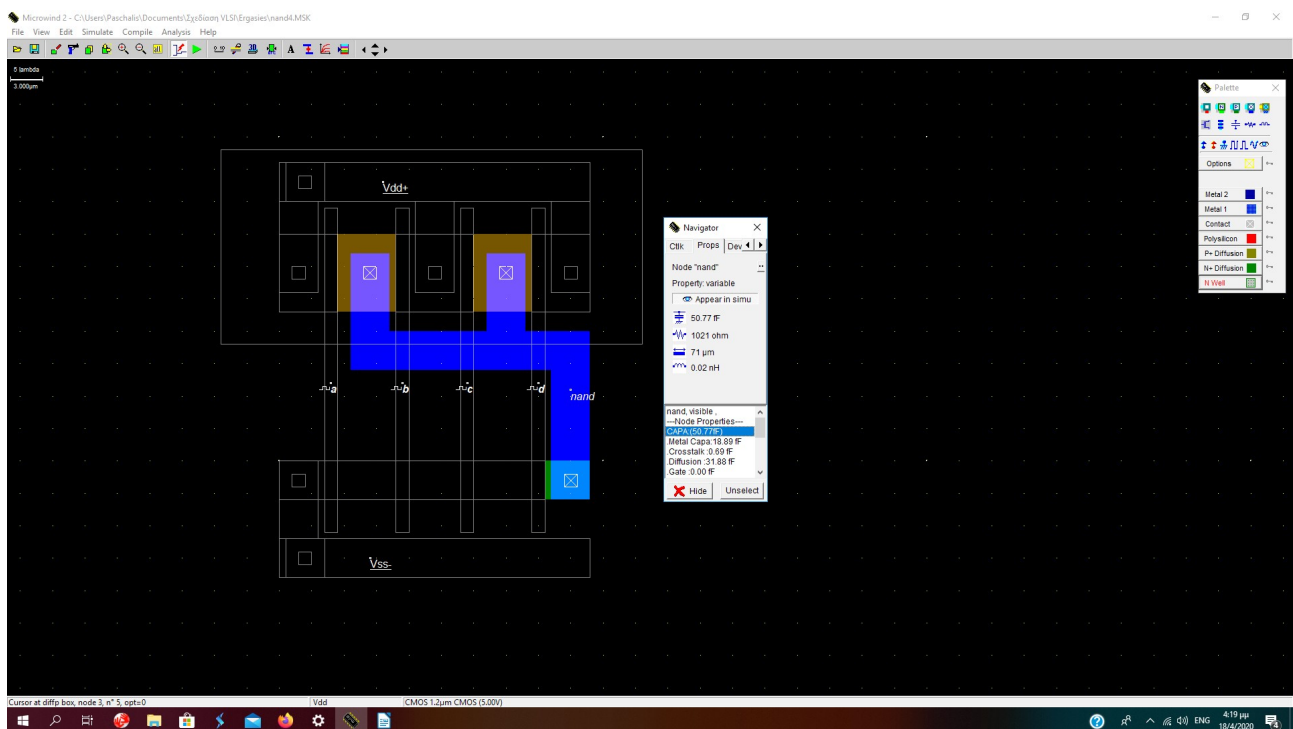 Microwind 2 - C:\Users\Paschalis\Documents\Σχεδίαση VLSI\Ergasies\nand4.MSK
File View Edit Simulate Compile Analysis Help
5 lambda
3.000µm
Palette
Options
Metal 2
Metal 1
Contact
Polysilicon
P+ Diffusion
N+ Diffusion
N Well
Vdd+
Navigator
Ctlk Props Dev
Node "nand"
Property: variable
Appear in simu
50.77 fF
1021 ohm
71 µm
0.02 nH
a b c d nand
nand, visible ,
---Node Properties---
CAPA (50.77fF)
.Metal Capa:18.89 fF
.Crosstalk :0.69 fF
.Diffusion :31.88 fF
.Gate :0.00 fF
Hide Unselect
Vss-
Cursor at diffp box, node 3, n° 5, opt=0 Vdd CMOS 1.2µm CMOS (5.00V)
ENG 4:19 μμ
18/4/2020